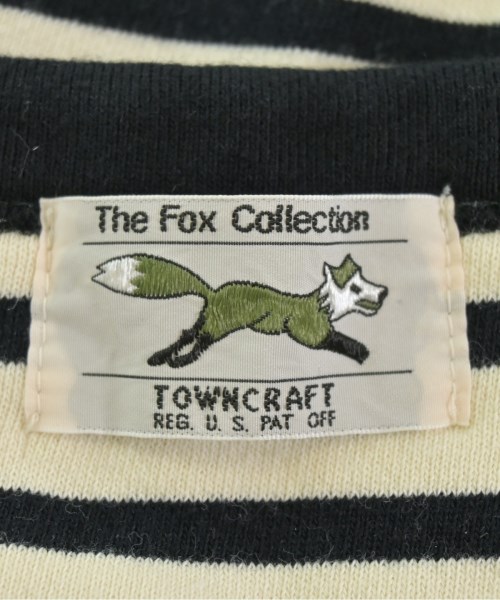 The Fox Collection
TOWNCRAFT
REG. U. S. PAT OFF